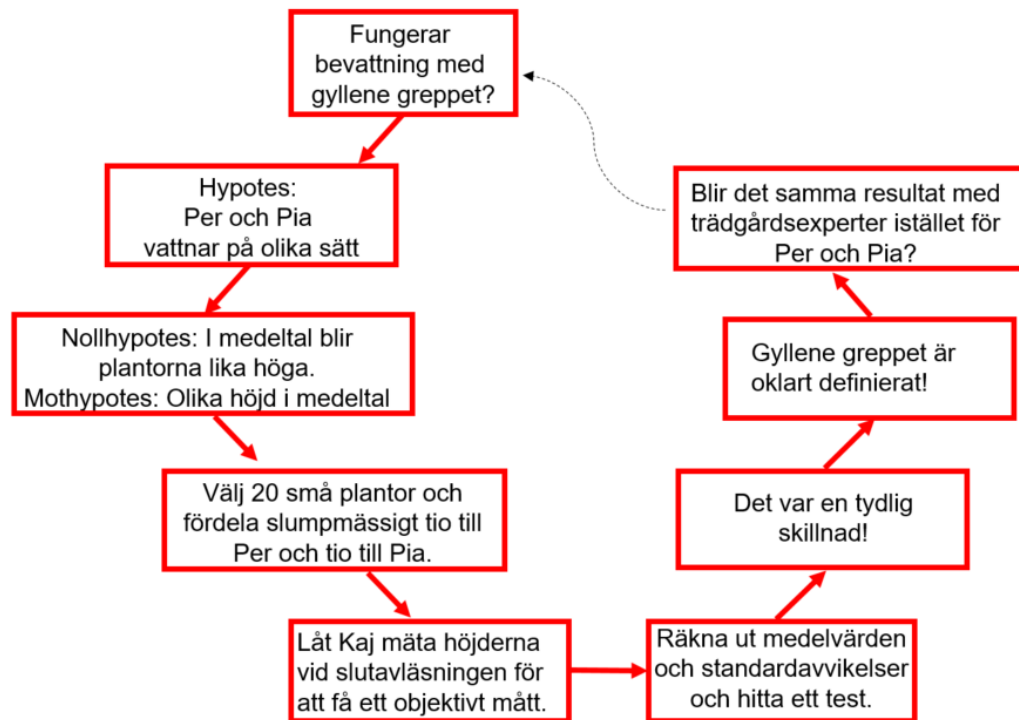 Fungerar
bevattning med
gyllene greppet?
Hypotes:
Per och Pia
vattnar på olika sätt
Nollhypotes: I medeltal blir
plantorna lika höga.
Mothypotes: Olika höjd i medeltal
Välj 20 små plantor och
fördela slumpmässigt tio till
Per och tio till Pia.
Låt Kaj mäta höjderna
vid slutavläsningen för
att få ett objektivt mått.
Räkna ut medelvärden
och standardavvikelser
och hitta ett test.
Det var en tydlig
skillnad!
Gyllene greppet är
oklart definierat!
Blir det samma resultat med
trädgårdsexperter istället för
Per och Pia?